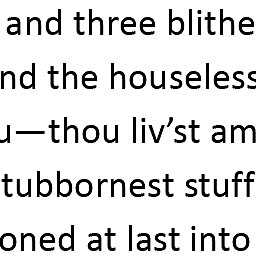 and three blithe
nd the houseless
u—thou liv’st am
tubbornest stuff
oned at last into